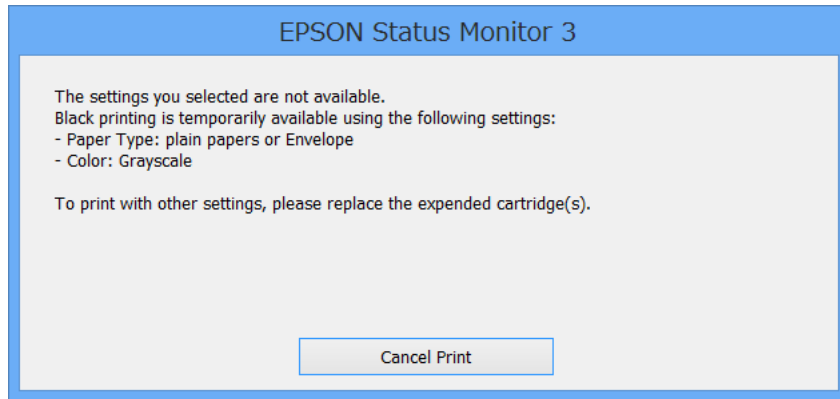 EPSON Status Monitor 3
The settings you selected are not available.
Black printing is temporarily available using the following settings:
- Paper Type: plain papers or Envelope
- Color: Grayscale
To print with other settings, please replace the expended cartridge(s).
Cancel Print